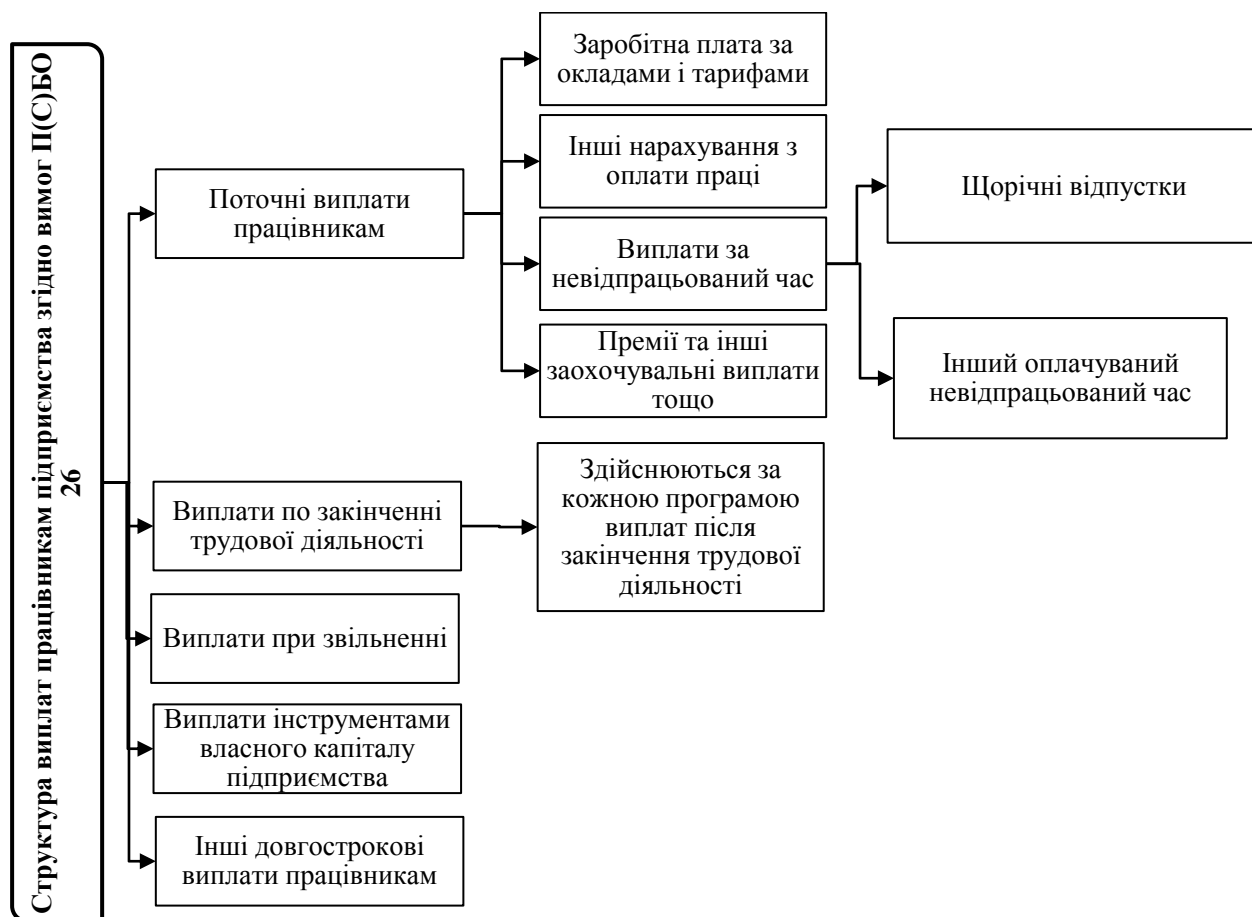 Структура виплат працівникам підприємства згідно вимог П(С)БО
26
Поточні виплати
працівникам
Заробітна плата за
окладами і тарифами
Інші нарахування з
оплати праці
Виплати за
невідпрацьований час
Премії та інші
заохочувальні виплати
тощо
Щорічні відпустки
Інший оплачуваний
невідпрацьований час
Виплати по закінченні
трудової діяльності
Здійснюються за
кожною програмою
виплат після
закінчення трудової
діяльності
Виплати при звільненні
Виплати інструментами
власного капіталу
підприємства
Інші довгострокові
виплати працівникам